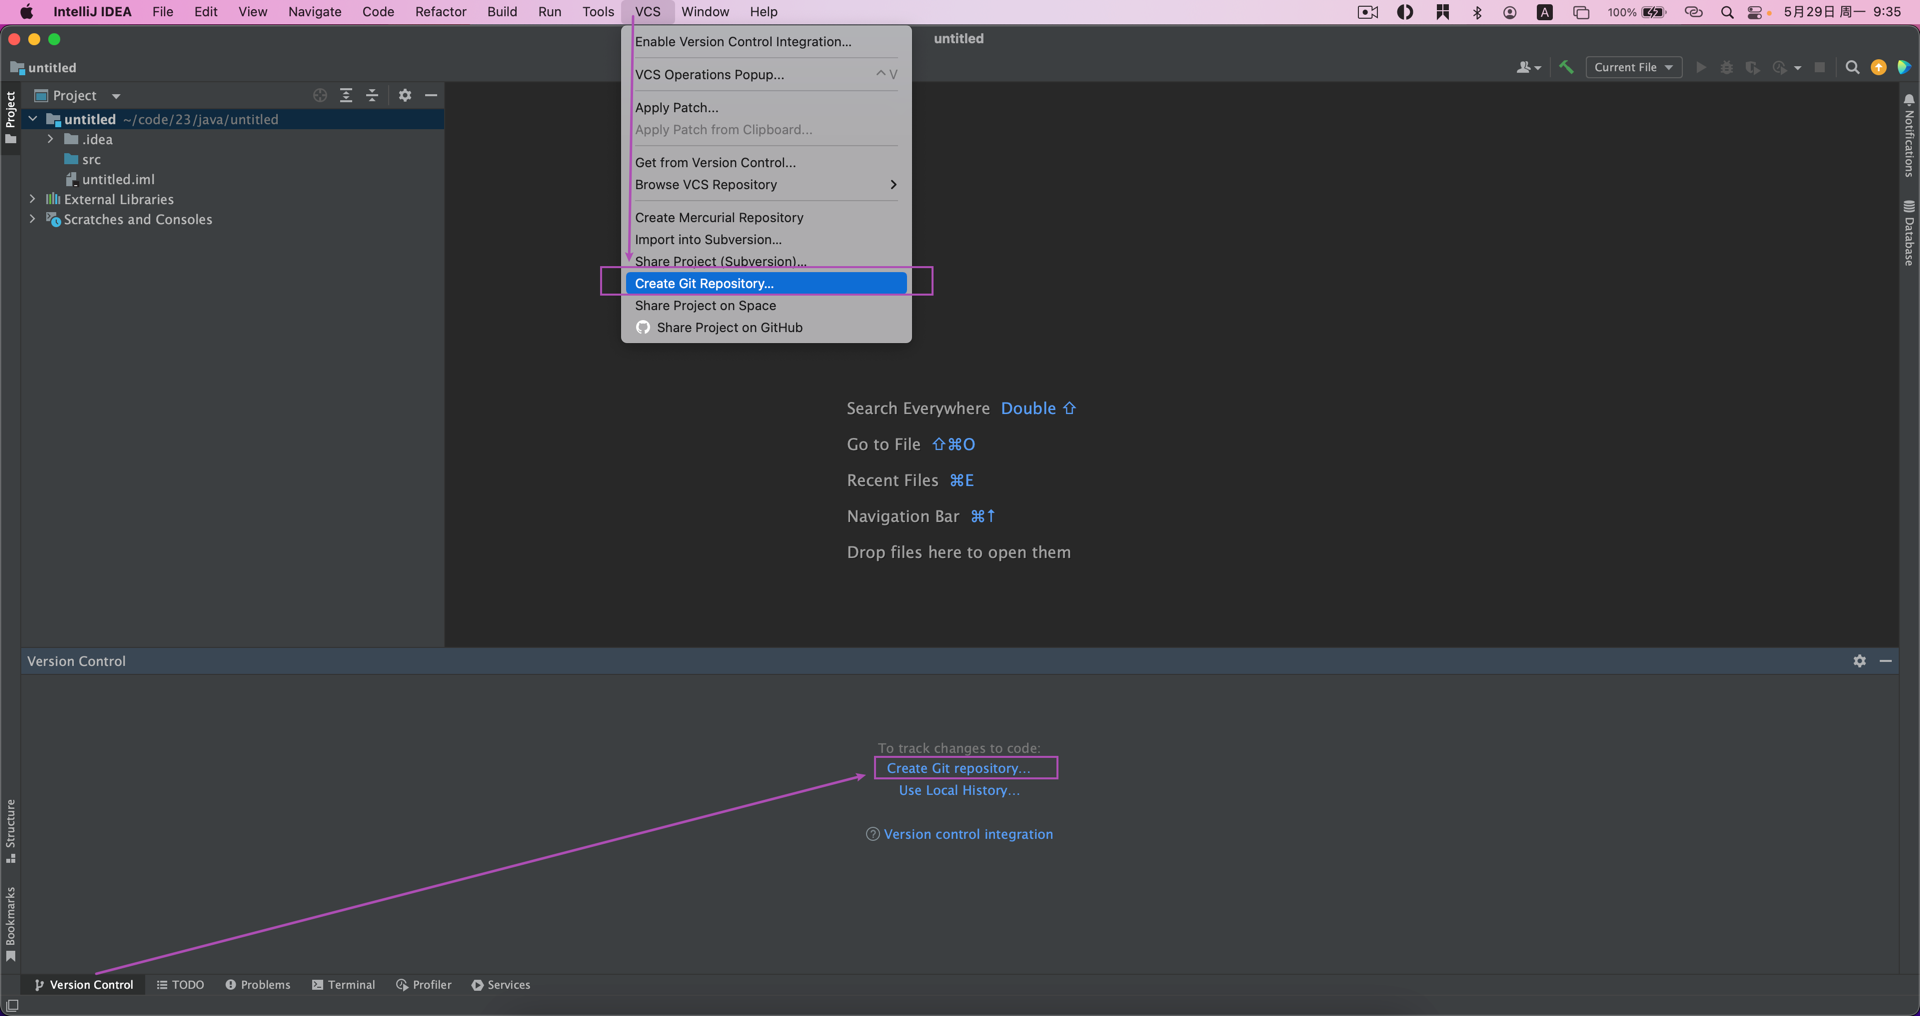 IntelliJ IDEA File Edit View Navigate Code Refactor Build Run Tools VCS Window Help A 100% 5月29日 周一 9:35
untitled
untitled
Current File
Project
Project
untitled ~/code/23/java/untitled
.idea
src
untitled.iml
External Libraries
Scratches and Consoles
Enable Version Control Integration...
VCS Operations Popup... ^V
Apply Patch...
Apply Patch from Clipboard...
Get from Version Control...
Browse VCS Repository
Create Mercurial Repository
Import into Subversion...
Share Project (Subversion)...
Create Git Repository...
Share Project on Space
Share Project on GitHub
Search Everywhere Double ⇧
Go to File ⇧⌘O
Recent Files ⌘E
Navigation Bar ⌘↑
Drop files here to open them
Notifications
Database
Version Control
To track changes to code:
Create Git repository...
Use Local History...
? Version control integration
Structure
Bookmarks
Version Control TODO Problems Terminal Profiler Services